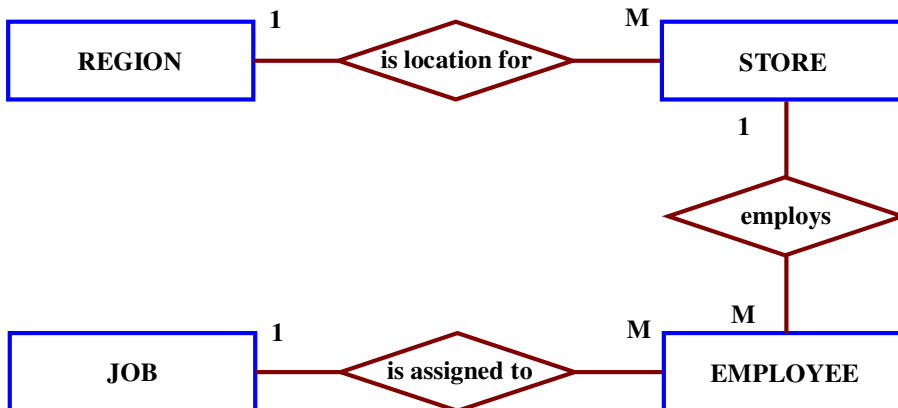 1 M
REGION is location for STORE
1
employs
1 M M
JOB is assigned to EMPLOYEE